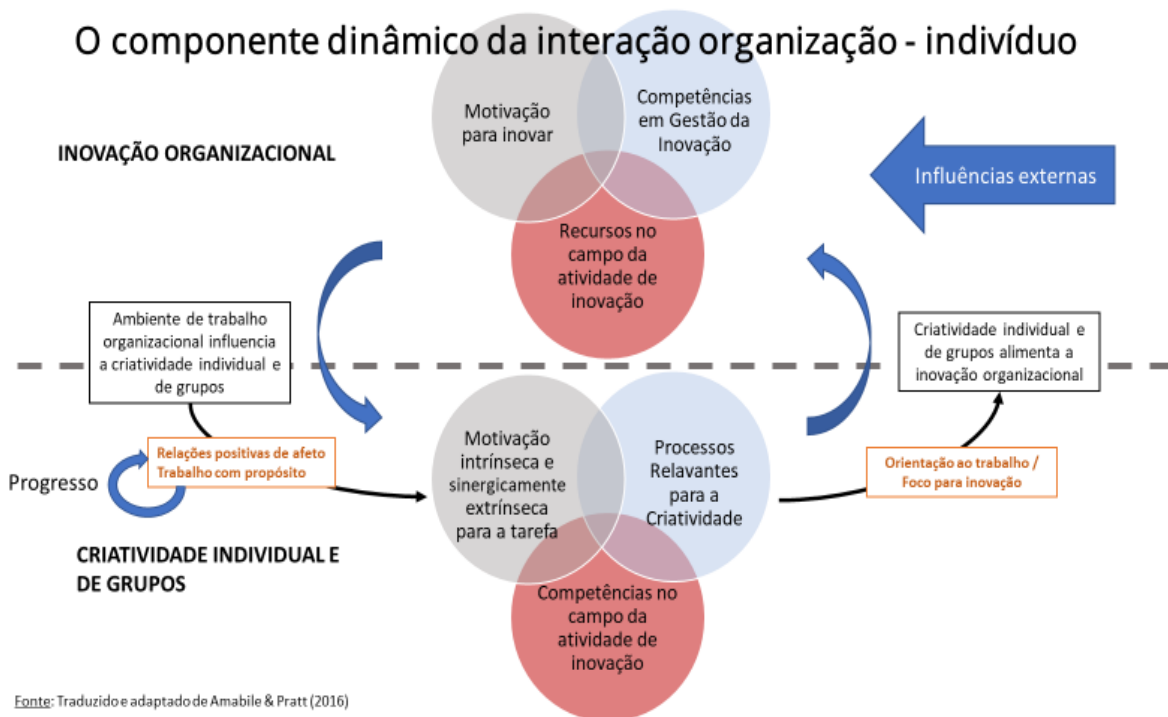 O componente dinâmico da interação organização - indivíduo
Motivação
para inovar
Competências
em Gestão da
Inovação
INOVAÇÃO ORGANIZACIONAL
Influências externas
Recursos no
campo da
atividade de
inovação
Ambiente de trabalho
organizacional influencia
a criatividade individual e
de grupos
Criatividade individual e
de grupos alimenta a
inovação organizacional
Relações positivas de afeto
Trabalho com propósito
Progresso
Motivação
intrínseca e
sinergicamente
extrínseca
para a tarefa
Processos
Relavantes
para a
Criatividade
Orientação ao trabalho /
Foco para inovação
CRIATIVIDADE INDIVIDUAL E
DE GRUPOS
Competências no
campo da
atividade de
inovação
Fonte: Traduzido e adaptado de Amabile & Pratt (2016)